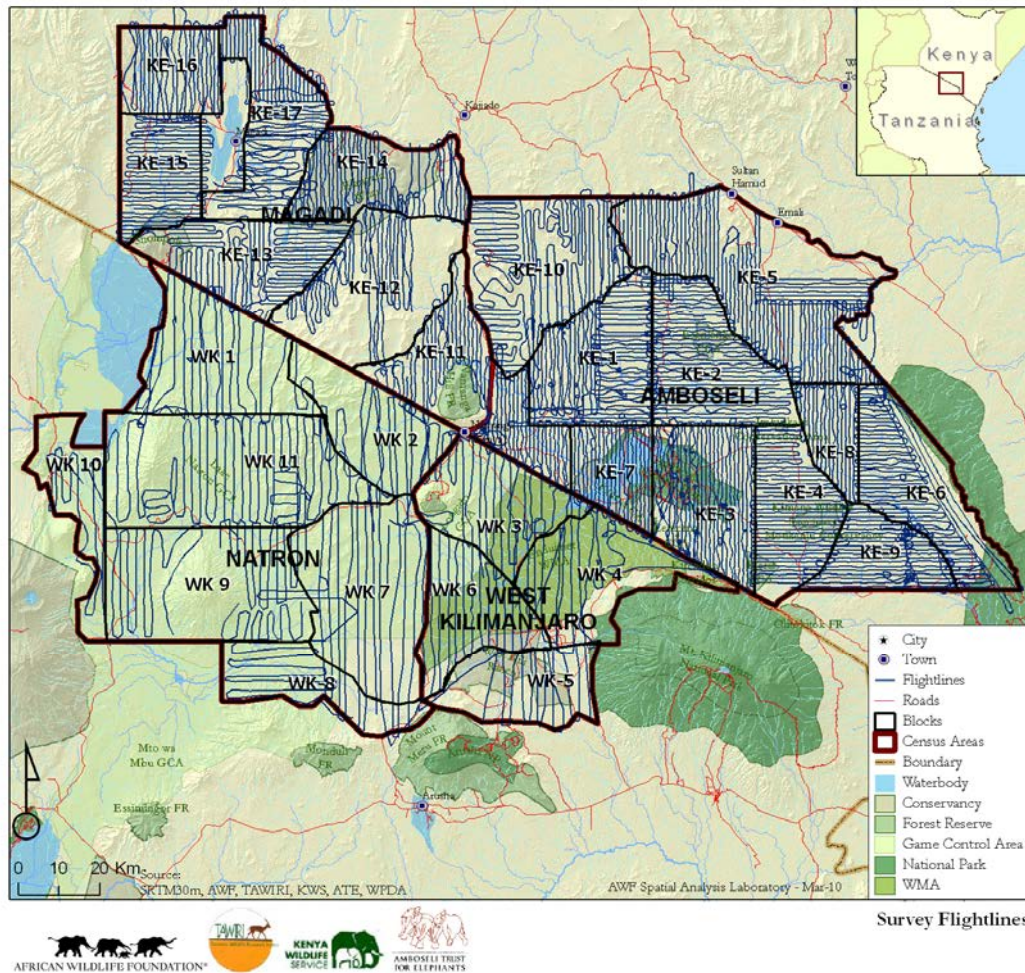 Kenya
Tanzania
KE-16
KE-17
KE-15
KE-14
MAGADI
KE-13
KE-12
KE-11
Kajiado
Sultan
Hamud
Emali
KE-10
KE-5
KE-1
KE-2
AMBOSELI
KE-8
KE-7
KE-3
KE-4
KE-6
KE-9
WK 1
WK 2
WK 10
WK 11
WK 3
NATRON
WK 9
WK 7
WK 6
WK 4
WEST
KILIMANJARO
WK-8
WK-5
Mto wa
Mbu GCA
Monduli
FR
Essimingor FR
Arusha
0 10 20 Km
Source:
SRTM30m, AWF, TAWIRI, KWS, ATE, WPDA
AWF Spatial Analysis Laboratory - Mar-10
City
Town
Flightlines
Roads
Blocks
Census Areas
Boundary
Waterbody
Conservancy
Forest Reserve
Game Control Area
National Park
WMA
Survey Flightlines
AFRICAN WILDLIFE FOUNDATION®
TAWIRI
KENYA
WILDLIFE
SERVICE
AMBOSELI TRUST
FOR ELEPHANTS